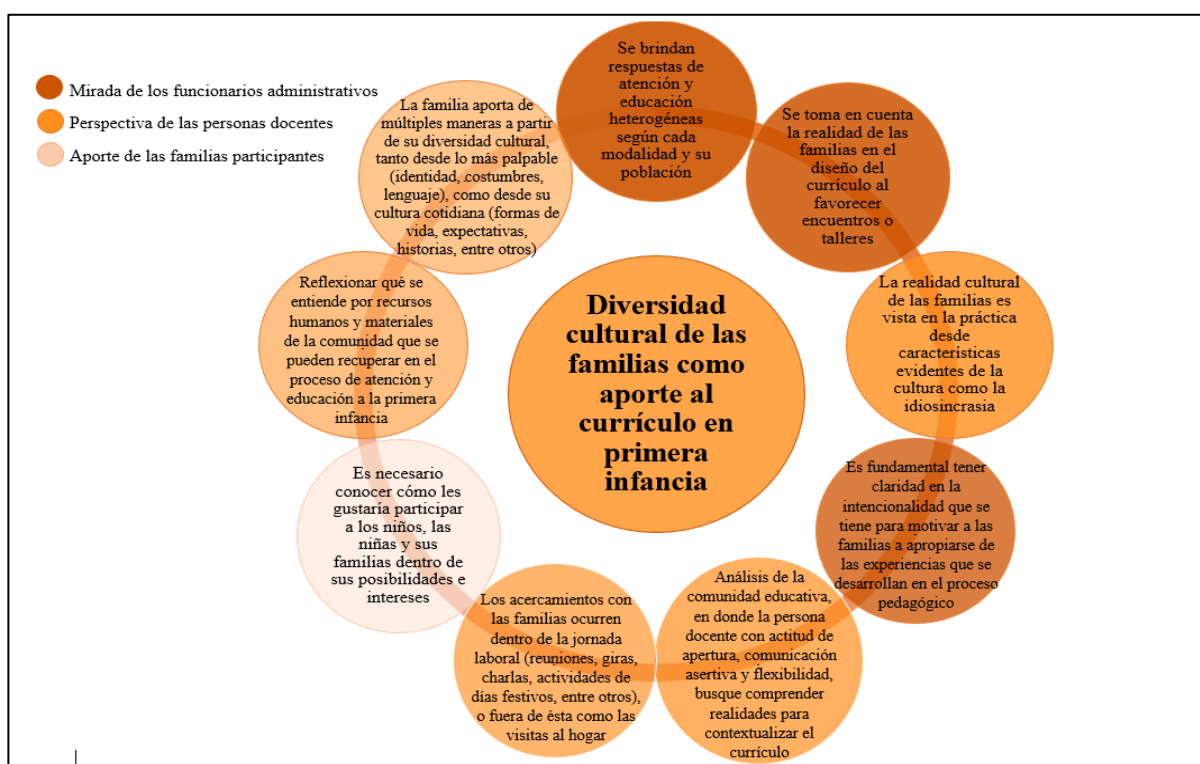 Mirada de los funcionarios administrativos
Perspectiva de las personas docentes
Aporte de las familias participantes
Se brindan
respuestas de
atención y
educación
heterogéneas
según cada
modalidad y su
población
Se toma en cuenta
la realidad de las
familias en el
diseño del
currículo al
favorecer
encuentros o
talleres
La realidad cultural
de las familias es
vista en la práctica
desde
características
evidentes de la
cultura como la
idiosincrasia
Es fundamental tener
claridad en la
intencionalidad que se
tiene para motivar a las
familias a apropiarse de
las experiencias que se
desarrollan en el proceso
pedagógico
Análisis de la
comunidad educativa,
en donde la persona
docente con actitud de
apertura, comunicación
asertiva y flexibilidad,
busque comprender
realidades para
contextualizar el
currículo
Los acercamientos con
las familias ocurren
dentro de la jornada
laboral (reuniones, giras,
charlas, actividades de
días festivos, entre otros),
o fuera de ésta como las
visitas al hogar
Es necesario
conocer cómo les
gustaría participar
a los niños, las
niñas y sus
familias dentro de
sus posibilidades e
intereses
Reflexionar qué se
entiende por recursos
humanos y materiales
de la comunidad que se
pueden recuperar en el
proceso de atención y
educación a la primera
infancia
La familia aporta de
múltiples maneras a partir
de su diversidad cultural,
tanto desde lo más palpable
(identidad, costumbres,
lenguaje), como desde su
cultura cotidiana (formas de
vida, expectativas,
historias, entre otros)
Diversidad
cultural de las
familias como
aporte al
currículo en
primera
infancia